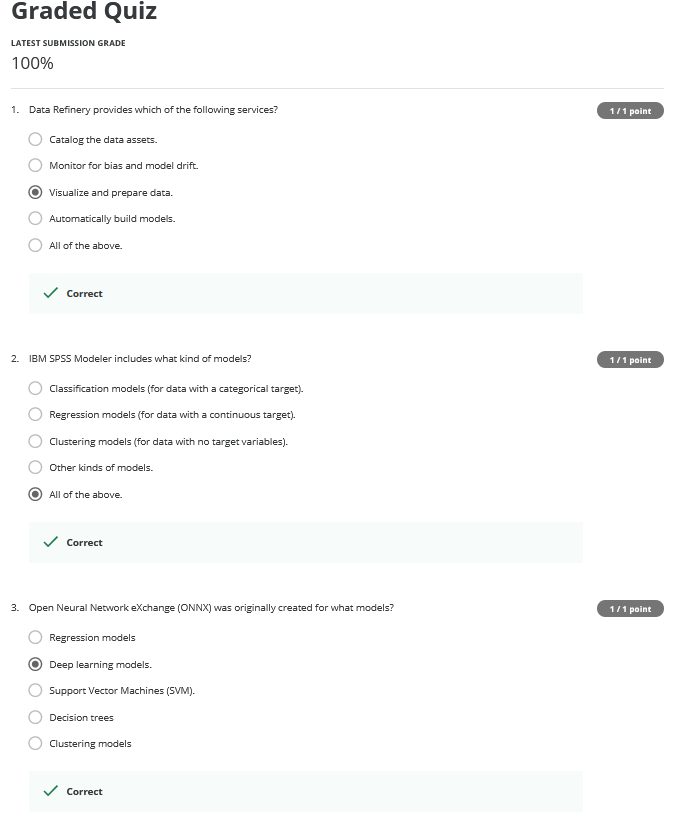 Graded Quiz
LATEST SUBMISSION GRADE
100%
1. Data Refinery provides which of the following services?
1 / 1 point
Catalog the data assets.
Monitor for bias and model drift.
Visualize and prepare data.
Automatically build models.
All of the above.
Correct
2. IBM SPSS Modeler includes what kind of models?
1 / 1 point
Classification models (for data with a categorical target).
Regression models (for data with a continuous target).
Clustering models (for data with no target variables).
Other kinds of models.
All of the above.
Correct
3. Open Neural Network eXchange (ONNX) was originally created for what models?
1 / 1 point
Regression models
Deep learning models.
Support Vector Machines (SVM).
Decision trees
Clustering models
Correct